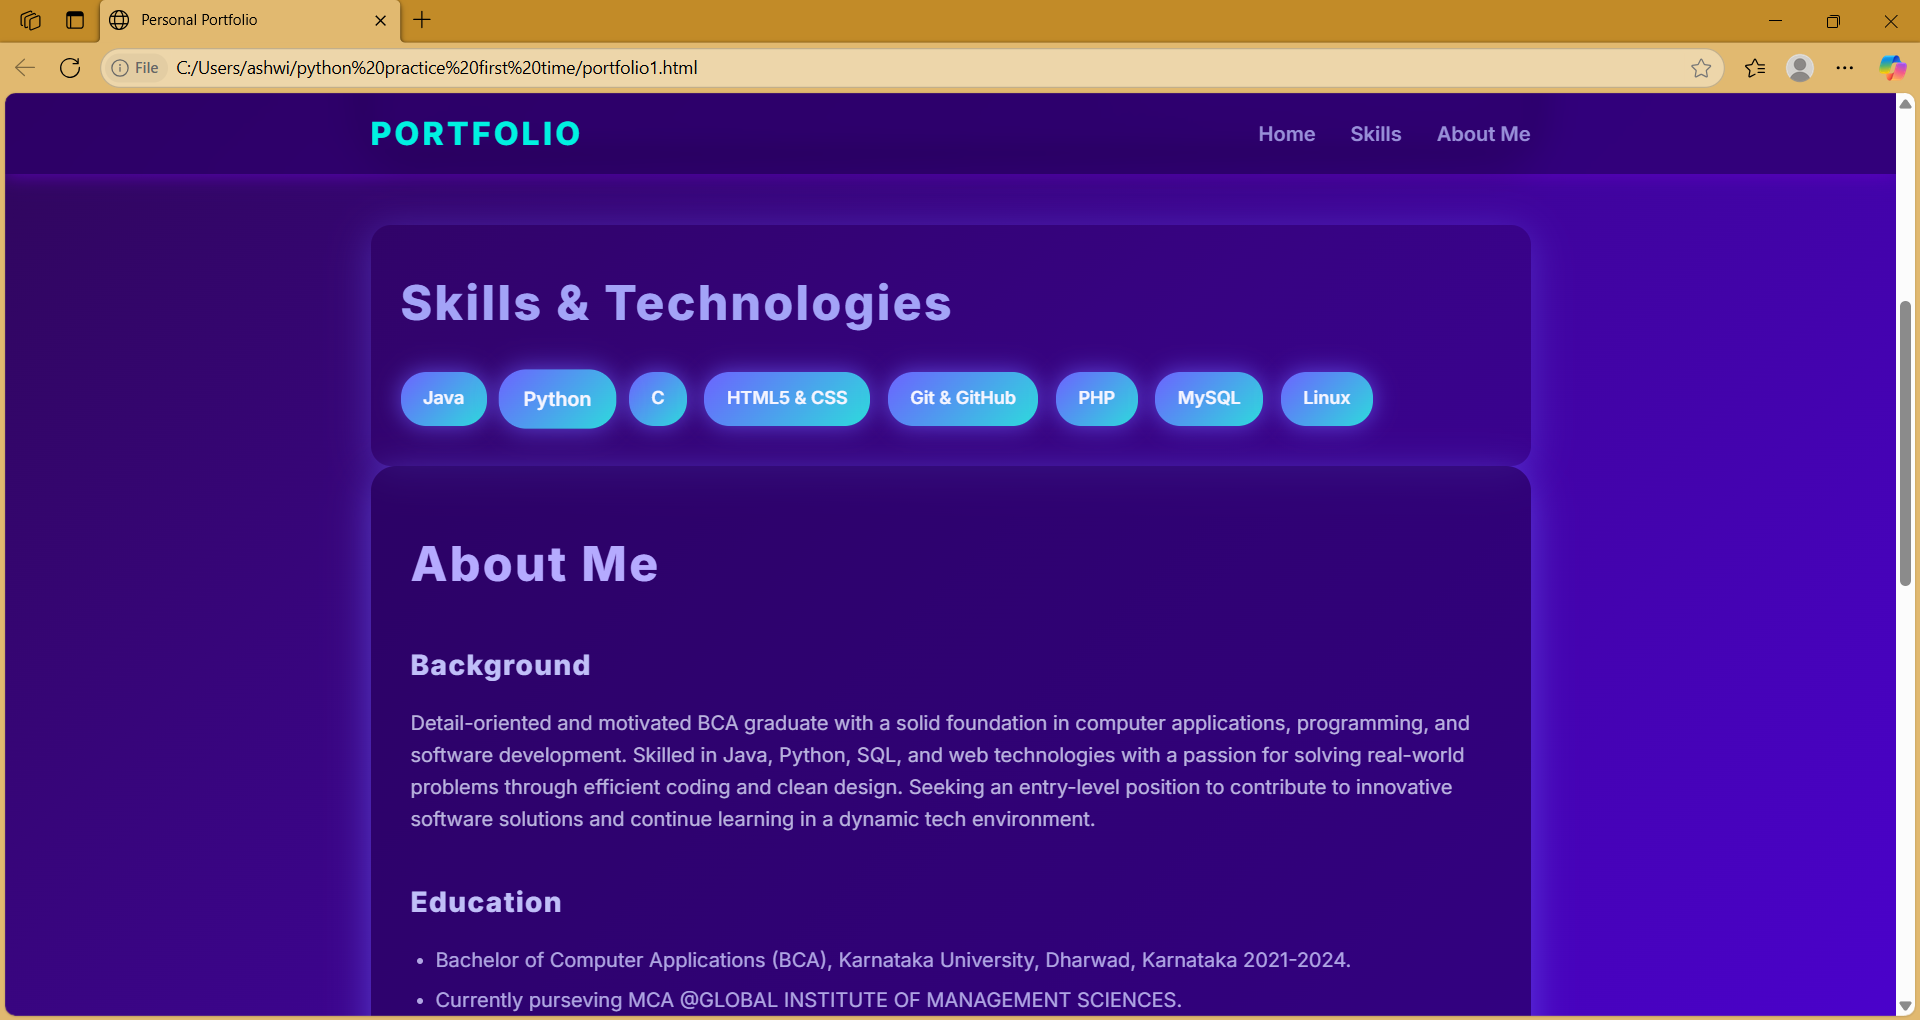 Personal Portfolio
File C:/Users/ashwi/python%20practice%20first%20time/portfolio1.html
PORTFOLIO
Home Skills About Me
Skills & Technologies
Java Python C HTML5 & CSS Git & GitHub PHP MySQL Linux
About Me
Background
Detail-oriented and motivated BCA graduate with a solid foundation in computer applications, programming, and
software development. Skilled in Java, Python, SQL, and web technologies with a passion for solving real-world
problems through efficient coding and clean design. Seeking an entry-level position to contribute to innovative
software solutions and continue learning in a dynamic tech environment.
Education
• Bachelor of Computer Applications (BCA), Karnataka University, Dharwad, Karnataka 2021-2024.
• Currently purseving MCA @GLOBAL INSTITUTE OF MANAGEMENT SCIENCES.